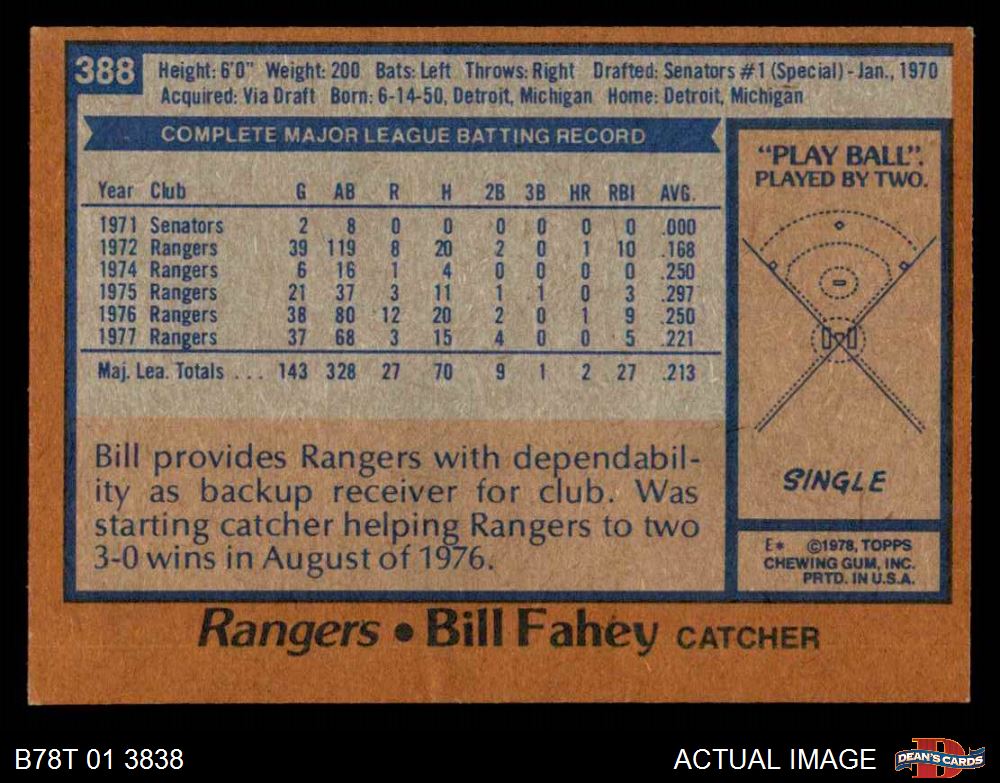 388
Height: 6'0" Weight: 200 Bats: Left Throws: Right Drafted: Senators #1 (Special) - Jan., 1970
Acquired: Via Draft Born: 6-14-50, Detroit, Michigan Home: Detroit, Michigan
COMPLETE MAJOR LEAGUE BATTING RECORD
Year Club G AB R H 2B 3B HR RBI AVG.
1971 Senators 2 8 0 0 0 0 0 0 .000
1972 Rangers 39 119 8 20 2 0 1 10 .168
1974 Rangers 6 16 1 4 0 0 0 0 .250
1975 Rangers 21 37 3 11 1 1 0 3 .297
1976 Rangers 38 80 12 20 2 0 1 9 .250
1977 Rangers 37 68 3 15 4 0 0 5 .221
Maj. Lea. Totals ... 143 328 27 70 9 1 2 27 .213
Bill provides Rangers with dependabil-
ity as backup receiver for club. Was
starting catcher helping Rangers to two
3-0 wins in August of 1976.
"PLAY BALL".
PLAYED BY TWO.
SINGLE
E* ©1978, TOPPS
CHEWING GUM, INC.
PRTD. IN U.S.A.
Rangers • Bill Fahey CATCHER
B78T 01 3838
ACTUAL IMAGE
D
DEAN'S CARDS